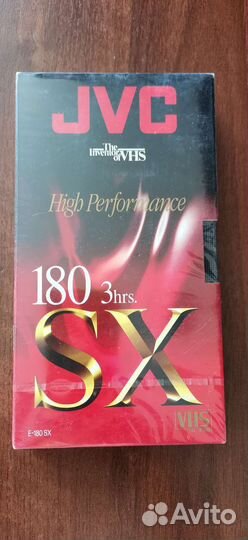 JVC
The
Inventor
of VHS
High Performance
180 3hrs.
SX
VHS
E-180 SX
Avito